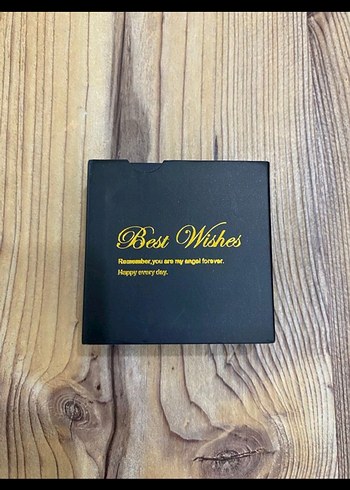 Best Wishes
Remember,you are my angel forever.
Happy every day.